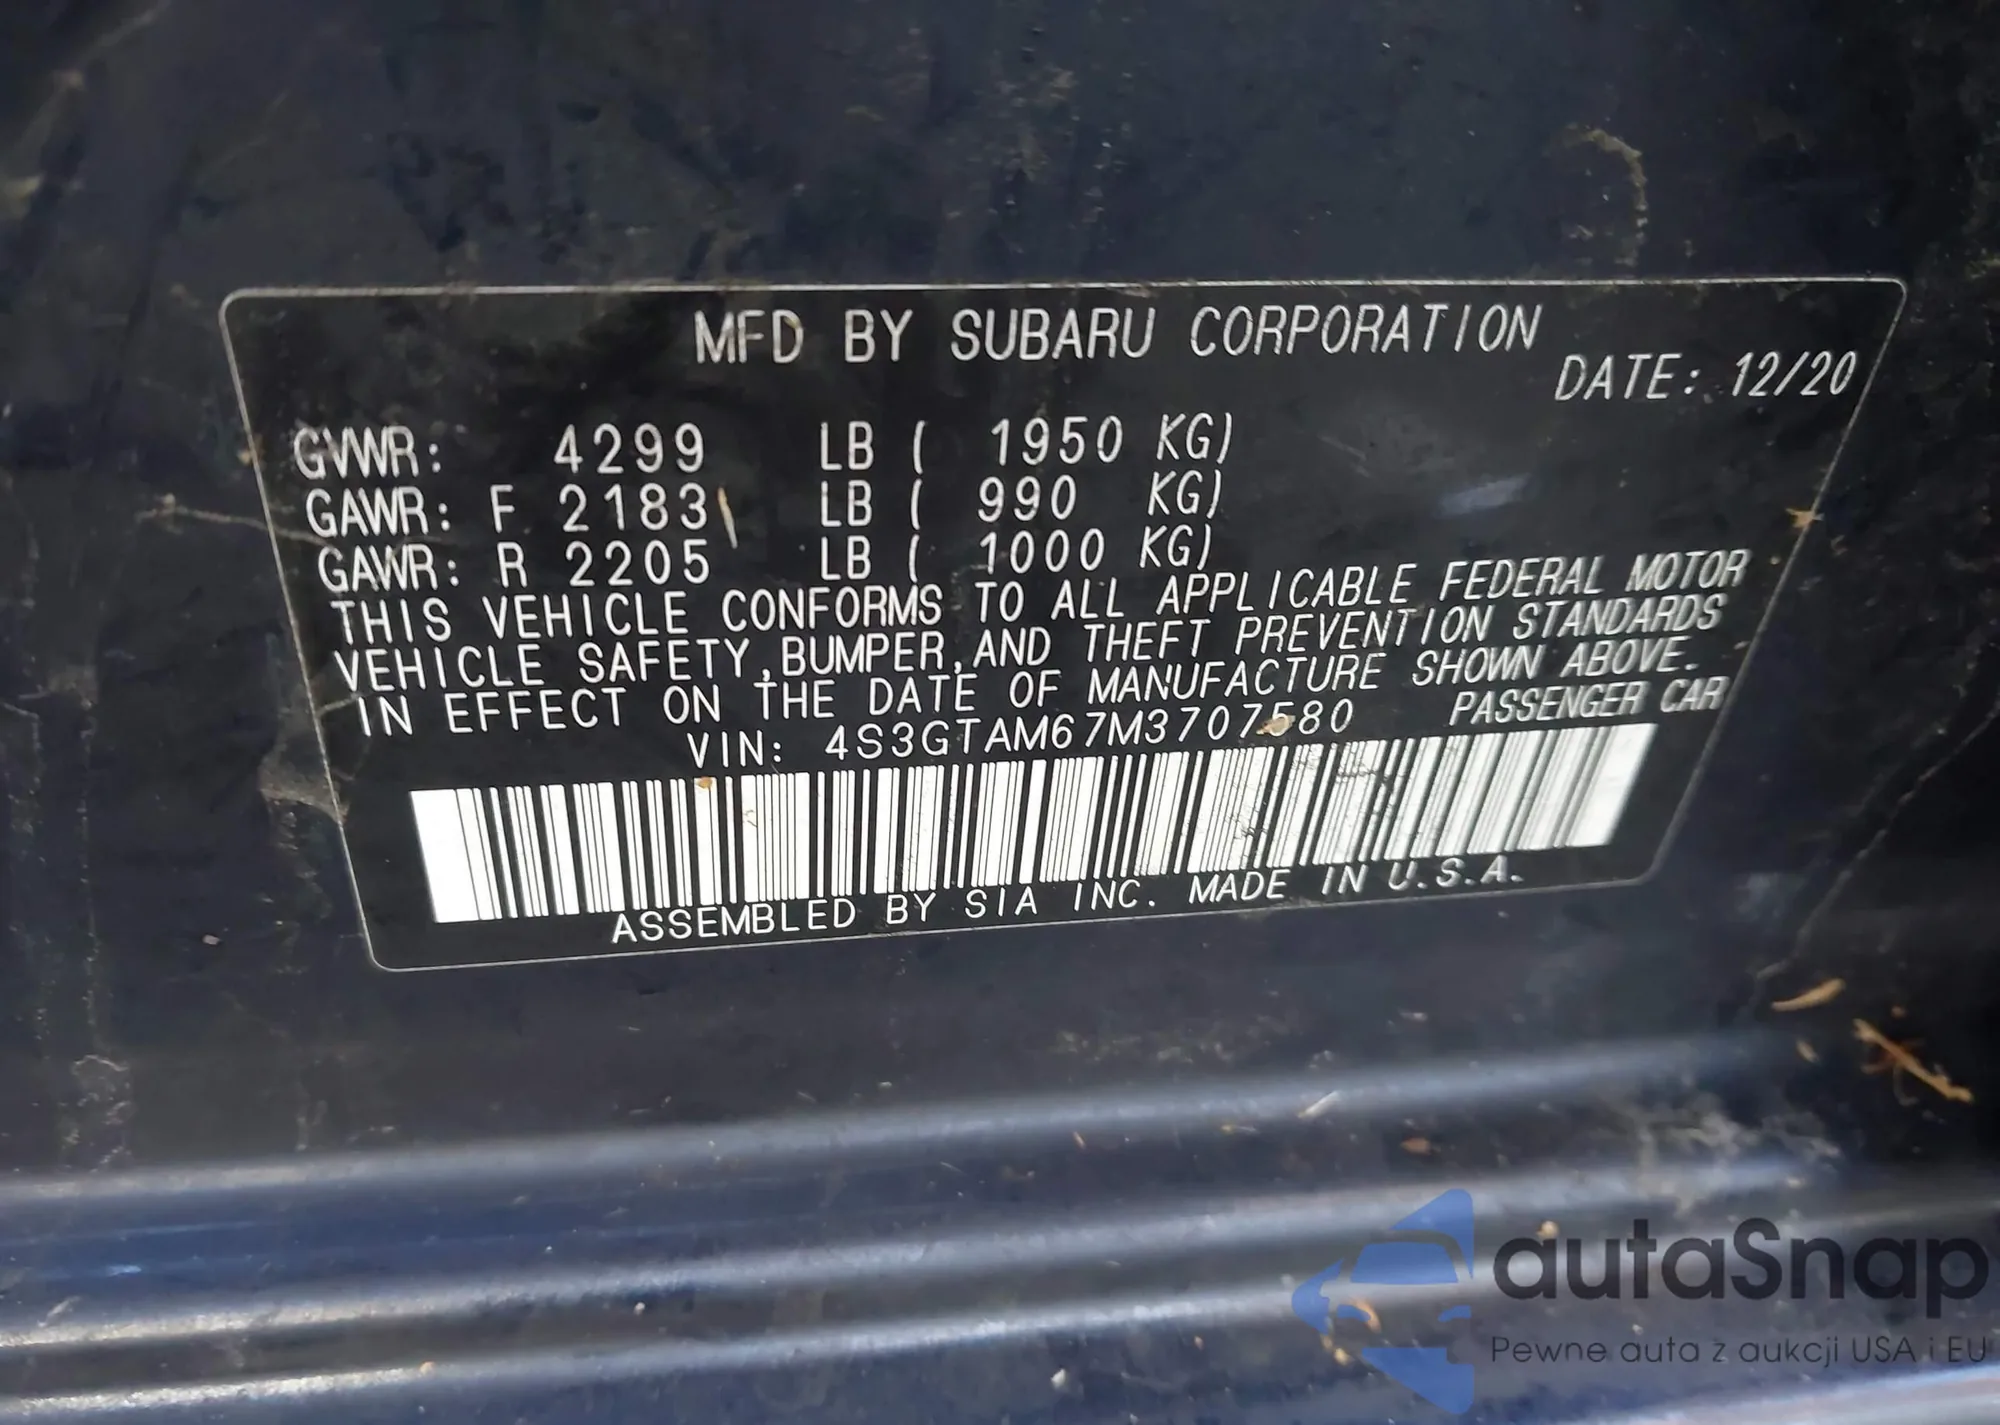 MFD BY SUBARU CORPORATION
DATE: 12/20
GVWR: 4299 LB ( 1950 KG)
GAWR: F 2183 LB ( 990 KG)
GAWR: R 2205 LB ( 1000 KG)
THIS VEHICLE CONFORMS TO ALL APPLICABLE FEDERAL MOTOR
VEHICLE SAFETY,BUMPER,AND THEFT PREVENTION STANDARDS
IN EFFECT ON THE DATE OF MANUFACTURE SHOWN ABOVE.
VIN: 4S3GTAM67M3707580 PASSENGER CAR
ASSEMBLED BY SIA INC. MADE IN U.S.A.
autaSnap
Pewne auta z aukcji USA i EU